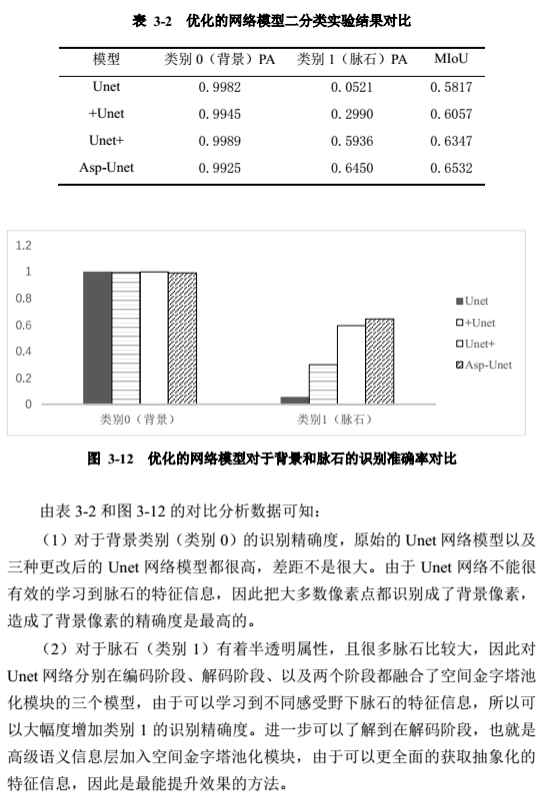 表 3-2 优化的网络模型二分类实验结果对比
模型 类别 0（背景）PA 类别 1（脉石）PA MIoU
Unet 0.9982 0.0521 0.5817
+Unet 0.9945 0.2990 0.6057
Unet+ 0.9989 0.5936 0.6347
Asp-Unet 0.9925 0.6450 0.6532
1.2
1
0.8
0.6
0.4
0.2
0
类别0（背景） 类别1（脉石）
Unet
+Unet
Unet+
Asp-Unet
图 3-12 优化的网络模型对于背景和脉石的识别准确率对比
由表 3-2 和图 3-12 的对比分析数据可知：
（1）对于背景类别（类别 0）的识别精确度，原始的 Unet 网络模型以及
三种更改后的 Unet 网络模型都很高，差距不是很大。由于 Unet 网络不能很
有效的学习到脉石的特征信息，因此把大多数像素点都识别成了背景像素，
造成了背景像素的精确度是最高的。
（2）对于脉石（类别 1）有着半透明属性，且很多脉石比较大，因此对
Unet 网络分别在编码阶段、解码阶段、以及两个阶段都融合了空间金字塔池
化模块的三个模型，由于可以学习到不同感受野下脉石的特征信息，所以可
以大幅度增加类别 1 的识别精确度。进一步可以了解到在解码阶段，也就是
高级语义信息层加入空间金字塔池化模块，由于可以更全面的获取抽象化的
特征信息，因此是最能提升效果的方法。